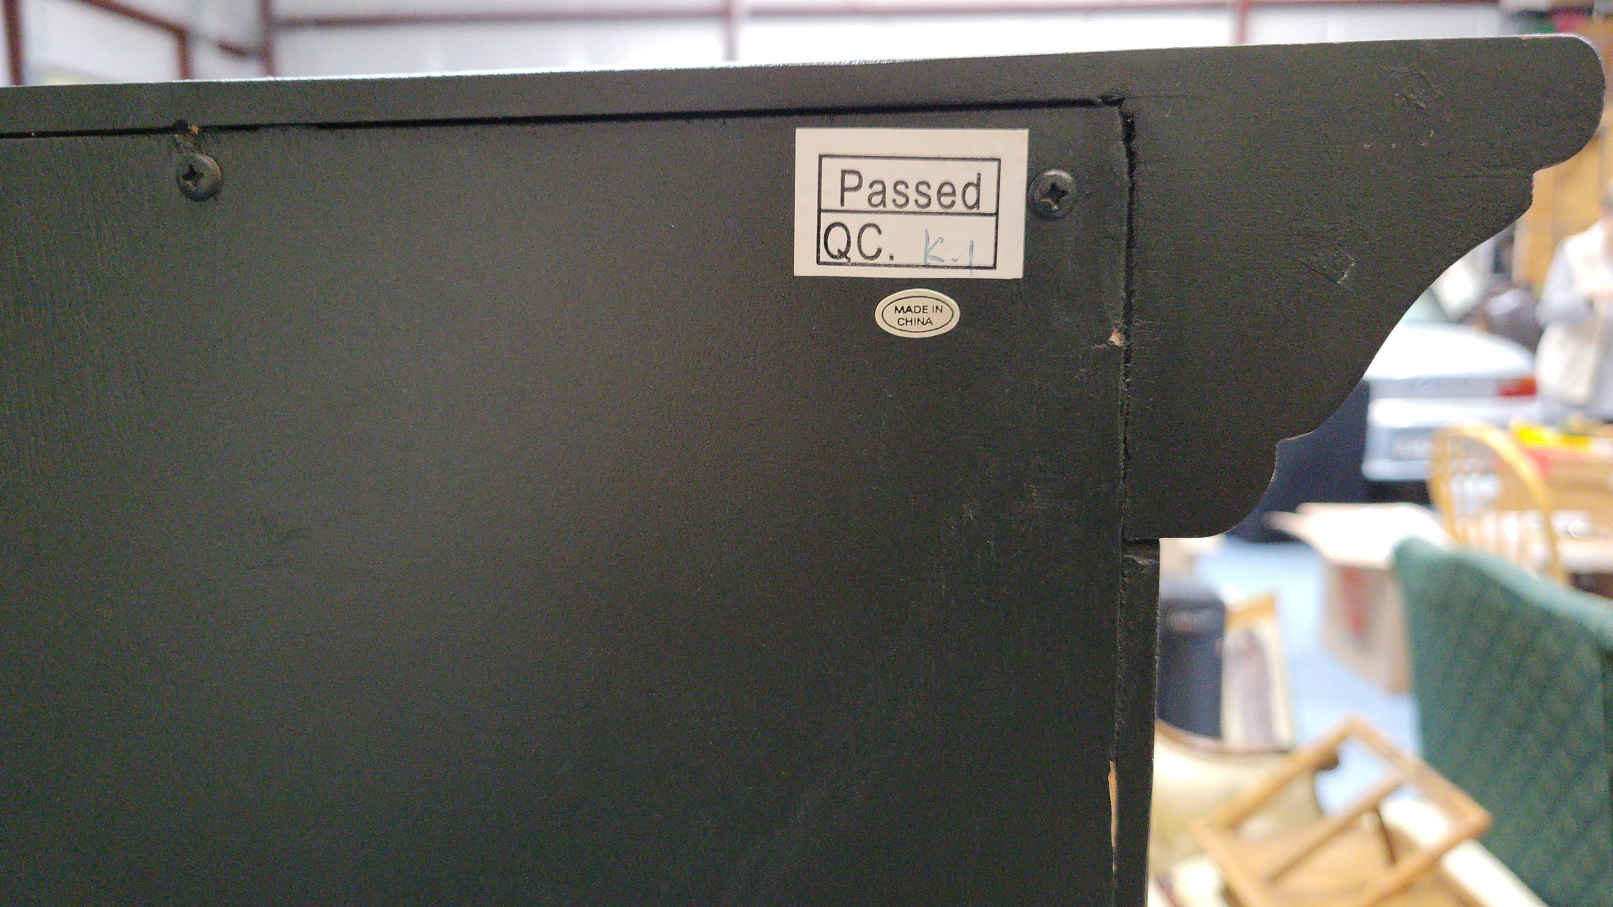 Passed
QC. K.1
MADE IN
CHINA